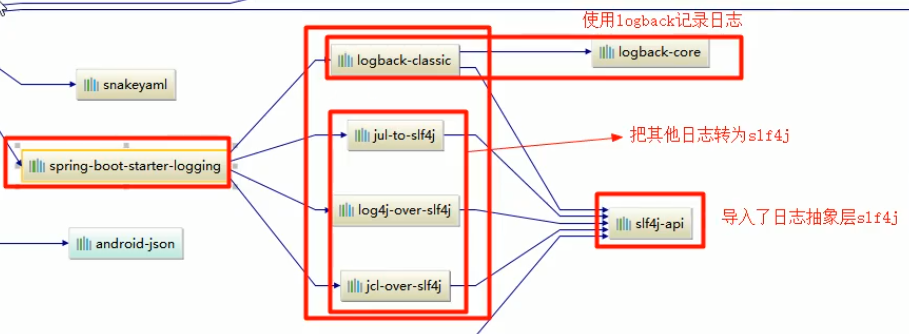 使用logback记录日志
logback-classic
logback-core
snakeyaml
jul-to-slf4j
把其他日志转为slf4j
spring-boot-starter-logging
log4j-over-slf4j
slf4j-api
导入了日志抽象层slf4j
android-json
jcl-over-slf4j